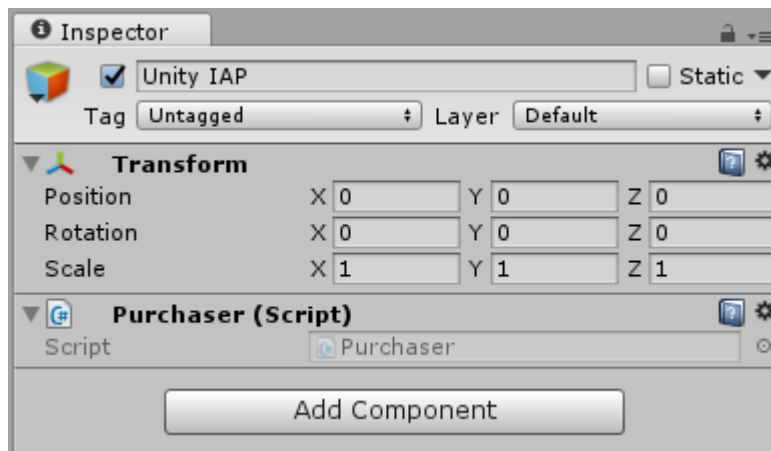 Inspector
Unity IAP Static
Tag Untagged Layer Default
Transform
Position X 0 Y 0 Z 0
Rotation X 0 Y 0 Z 0
Scale X 1 Y 1 Z 1
C# Purchaser (Script)
Script Purchaser
Add Component